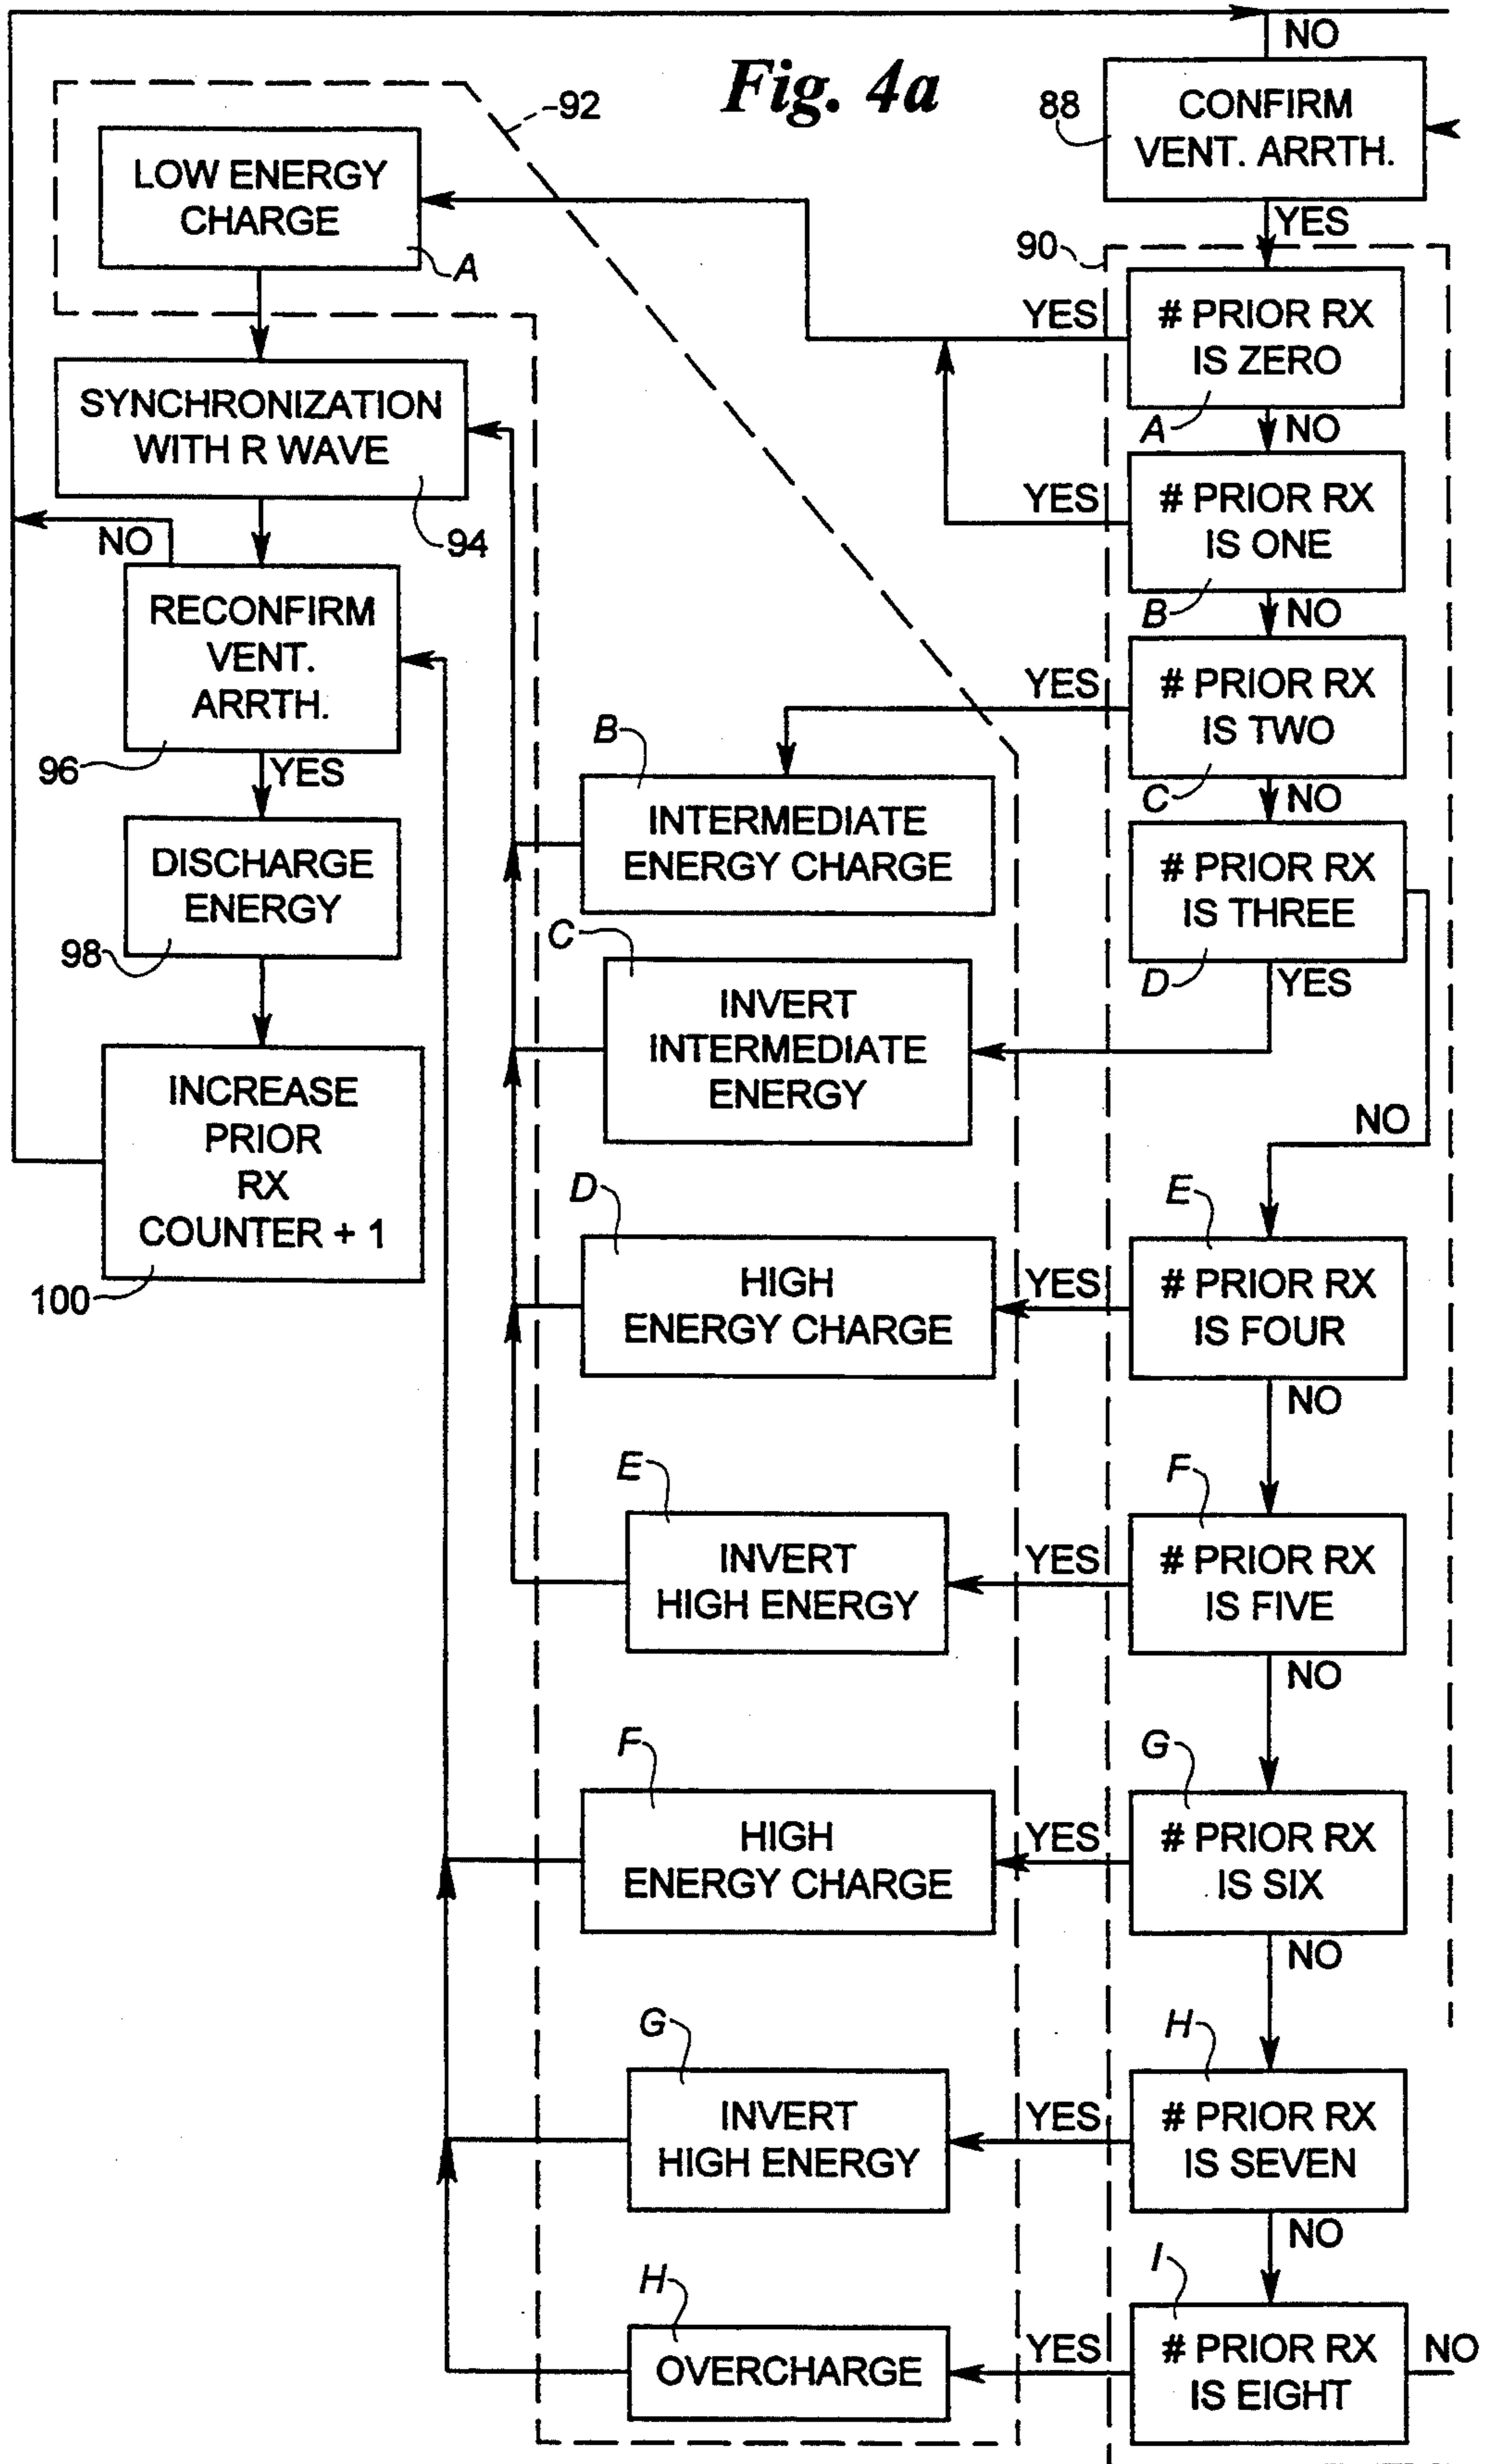 Fig. 4a
NO
88
CONFIRM
VENT. ARRTH.
YES
92
LOW ENERGY
CHARGE
A
90
YES
# PRIOR RX
IS ZERO
A
NO
SYNCHRONIZATION
WITH R WAVE
94
YES
# PRIOR RX
IS ONE
B
NO
NO
RECONFIRM
VENT.
ARRTH.
96
YES
YES
# PRIOR RX
IS TWO
C
NO
B
INTERMEDIATE
ENERGY CHARGE
DISCHARGE
ENERGY
98
# PRIOR RX
IS THREE
D
YES
C
INVERT
INTERMEDIATE
ENERGY
NO
INCREASE
PRIOR
RX
COUNTER + 1
100
D
HIGH
ENERGY CHARGE
YES
E
# PRIOR RX
IS FOUR
NO
E
INVERT
HIGH ENERGY
YES
F
# PRIOR RX
IS FIVE
NO
F
HIGH
ENERGY CHARGE
YES
G
# PRIOR RX
IS SIX
NO
G
INVERT
HIGH ENERGY
YES
H
# PRIOR RX
IS SEVEN
NO
H
OVERCHARGE
YES
I
# PRIOR RX
IS EIGHT
NO